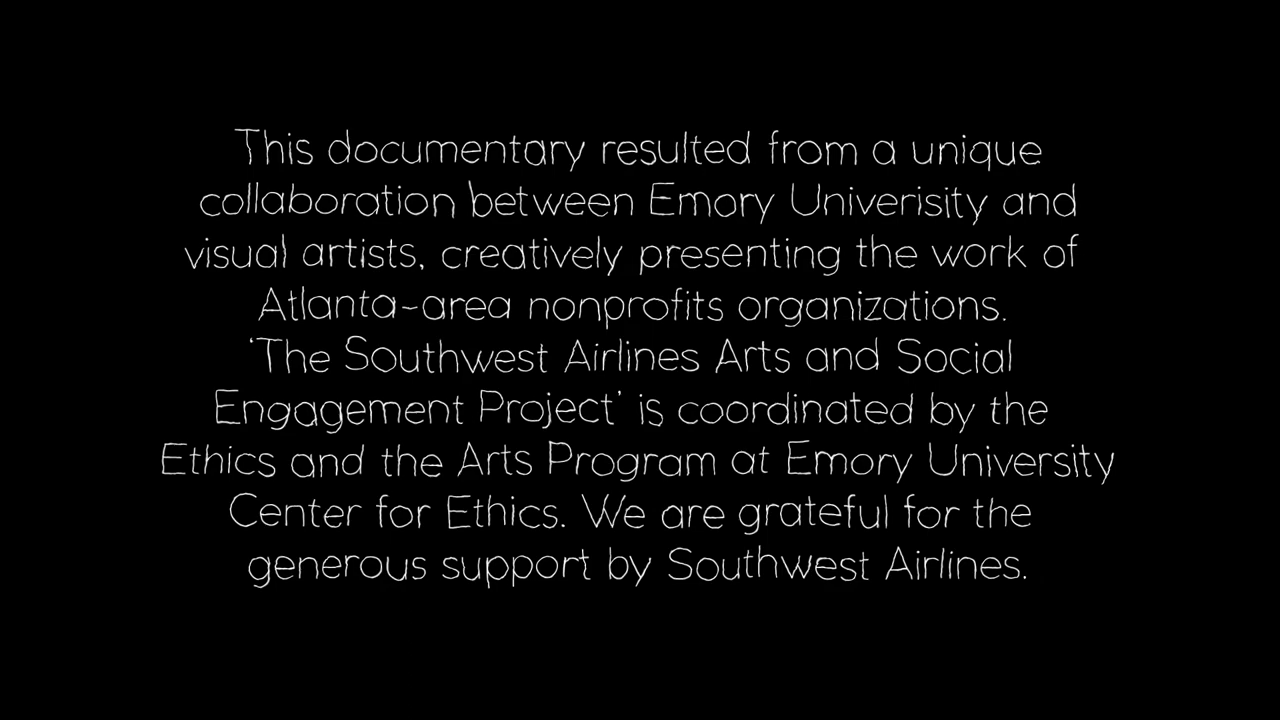 This documentary resulted from a unique
collaboration between Emory Univerisity and
visual artists, creatively presenting the work of
Atlanta-area nonprofits organizations.
'The Southwest Airlines Arts and Social
Engagement Project' is coordinated by the
Ethics and the Arts Program at Emory University
Center for Ethics. We are grateful for the
generous support by Southwest Airlines.